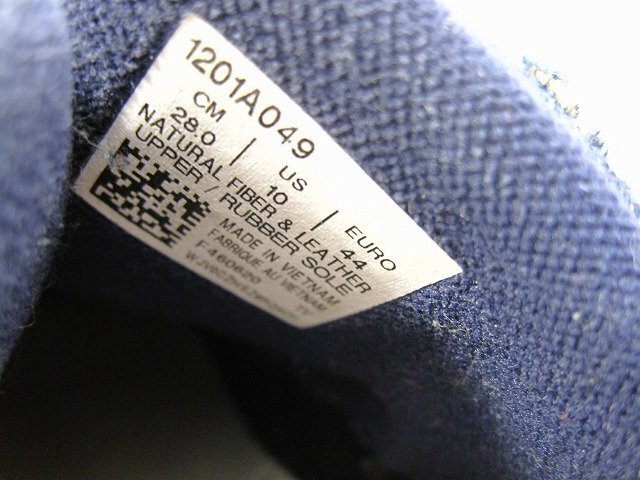 1201A049
CM | US | EURO
28.0 | 10 | 44
NATURAL FIBER & LEATHER
UPPER / RUBBER SOLE
MADE IN VIETNAM
FABRIQUE AU VIETNAM
F 460620